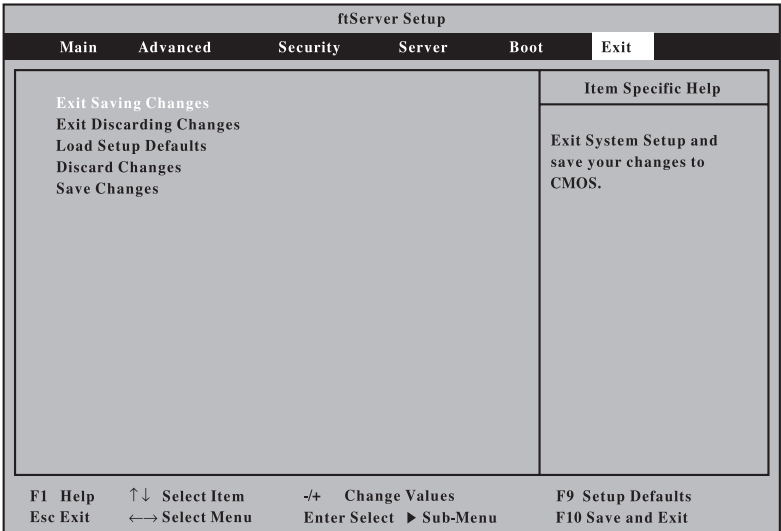 ftServer Setup
Main Advanced Security Server Boot Exit
Exit Saving Changes
Exit Discarding Changes
Load Setup Defaults
Discard Changes
Save Changes
Item Specific Help
Exit System Setup and
save your changes to
CMOS.
F1 Help ↑↓ Select Item -/+ Change Values F9 Setup Defaults
Esc Exit ←→ Select Menu Enter Select ▶ Sub-Menu F10 Save and Exit